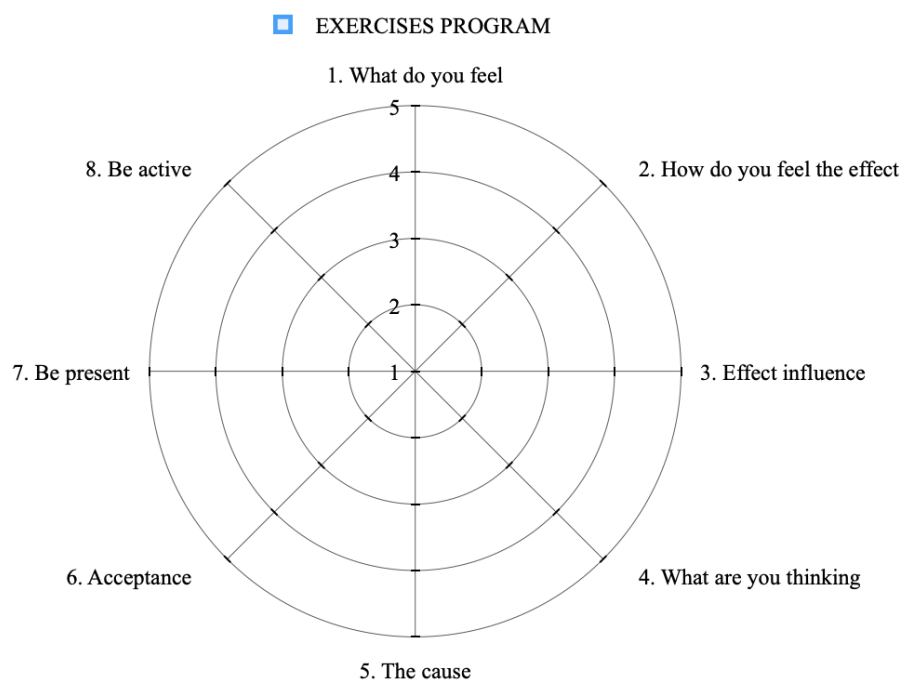 EXERCISES PROGRAM
1. What do you feel
5
8. Be active
2. How do you feel the effect
4
3
2
7. Be present
1
3. Effect influence
6. Acceptance
4. What are you thinking
5. The cause